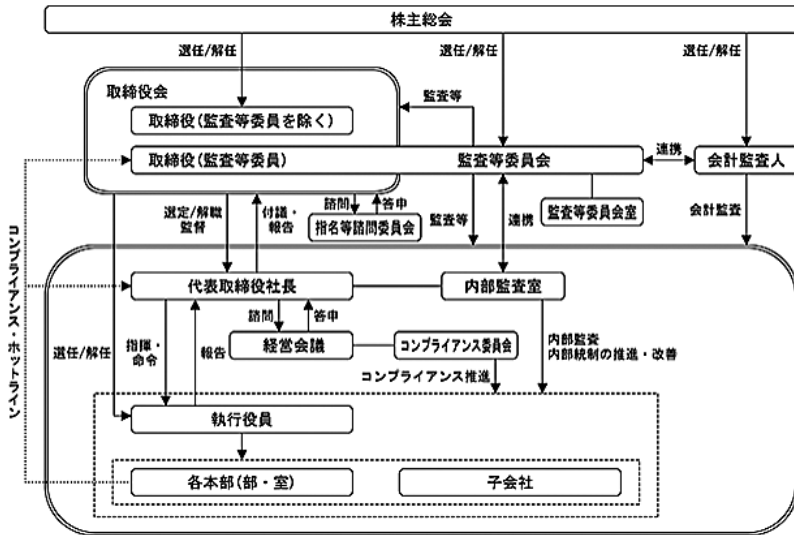 株主総会
選任/解任
選任/解任
選任/解任
取締役会
取締役(監査等委員を除く)
監査等
取締役(監査等委員)
監査等委員会
連携
会計監査人
選定/解職
監督
付議・
報告
諮問
答申
指名等諮問委員会
監査等
連携
監査等委員会室
会計監査
コンプライアンス・ホットライン
代表取締役社長
内部監査室
諮問
答申
選任/解任
指揮・
命令
報告
経営会議
コンプライアンス委員会
内部監査
内部統制の推進・改善
コンプライアンス推進
執行役員
各本部(部・室)
子会社